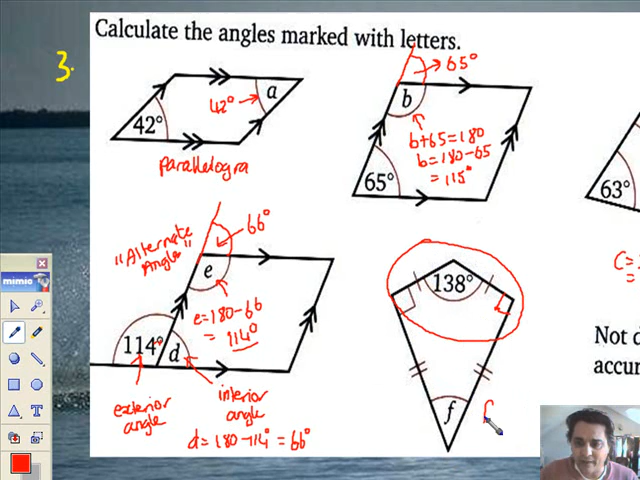 Calculate the angles marked with letters.
3.
42°
42°
a
parallelogra
65°
b
b+65=180
b=180-65
=115°
65°
63°
"Alternate
Angle"
66°
e
e=180-66
= 114°
114°
d
exterior
angle
interior
angle
d=180-114°=66°
138°
f
f
C=
=
Not d
accur
mimio